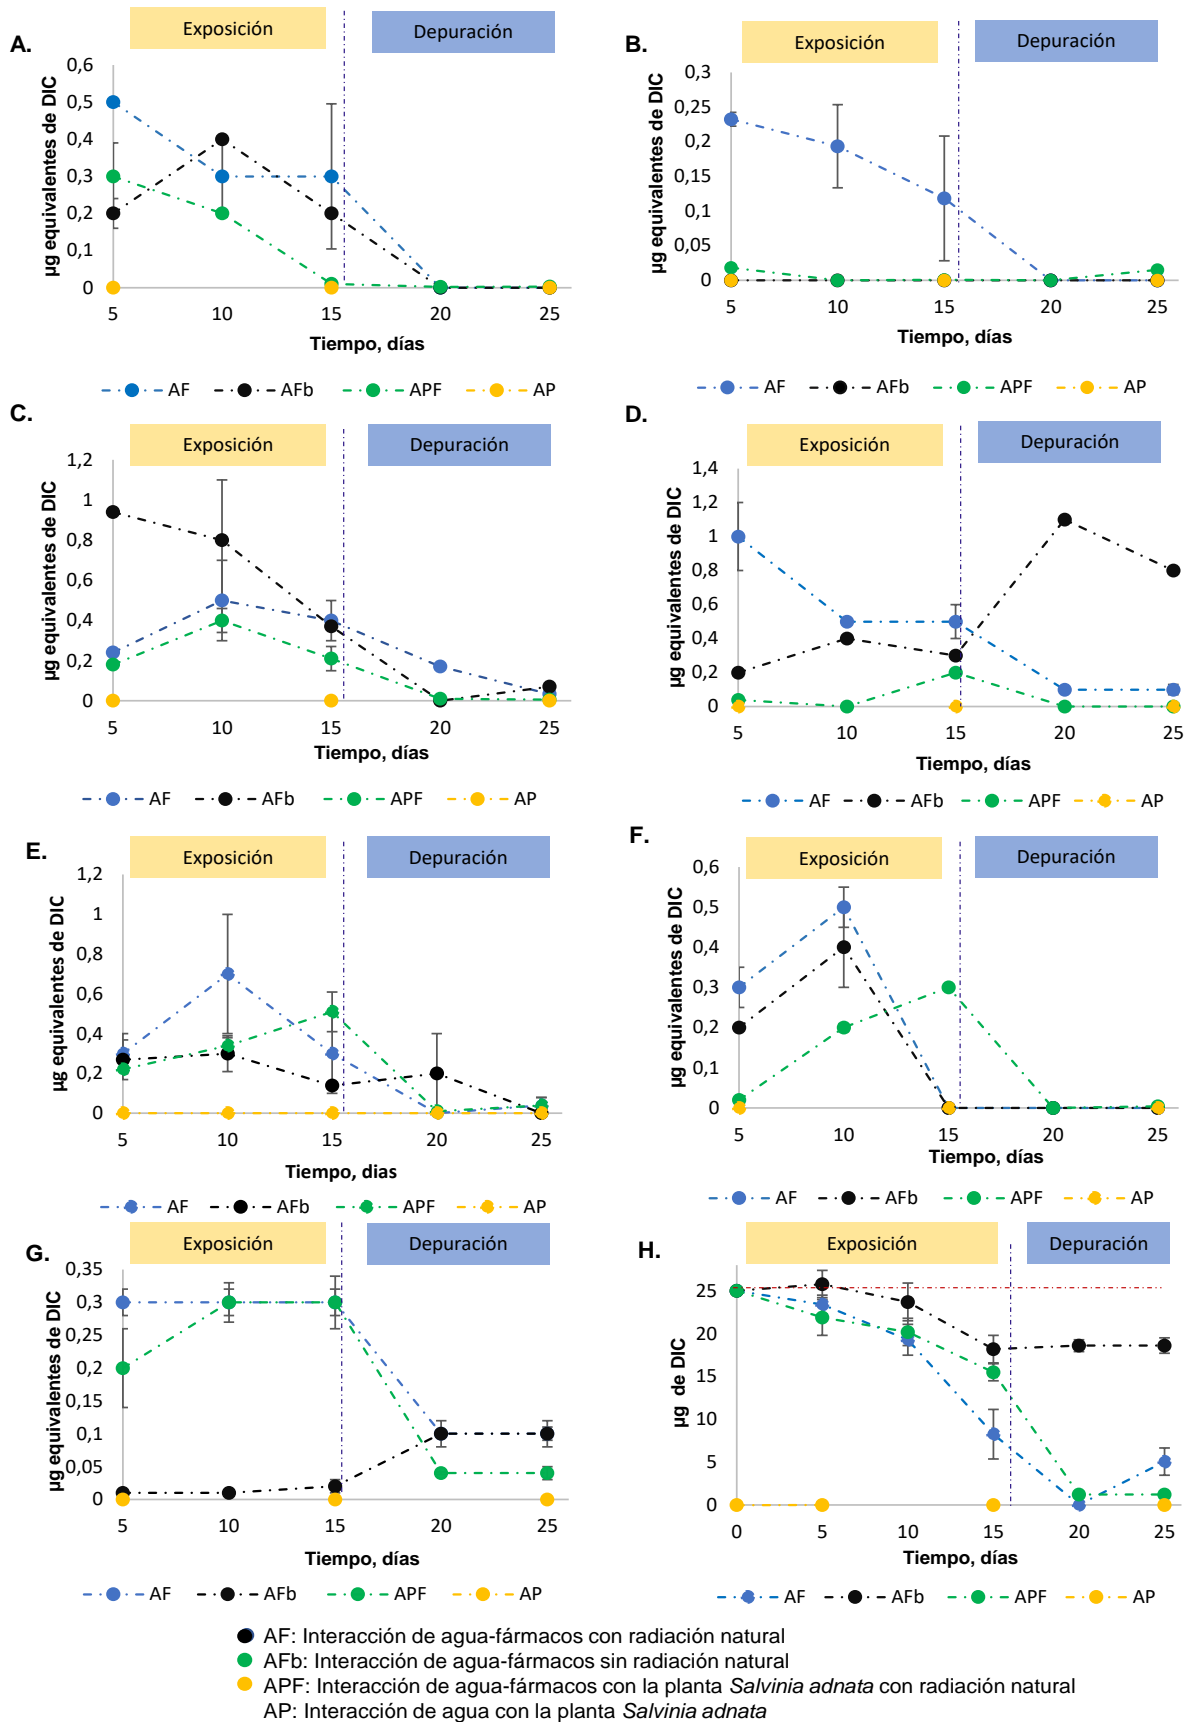 A.
Exposición
Depuración
µg equivalentes de DIC
0,6
0,5
0,4
0,3
0,2
0,1
0
5 10 15 20 25
Tiempo, días
AF AFb APF AP
B.
Exposición
Depuración
µg equivalentes de DIC
0,3
0,25
0,2
0,15
0,1
0,05
0
5 10 15 20 25
Tiempo, días
AF AFb APF AP
C.
Exposición
Depuración
µg equivalentes de DIC
1,2
1
0,8
0,6
0,4
0,2
0
5 10 15 20 25
Tiempo, días
AF AFb APF AP
D.
Exposición
Depuración
µg equivalentes de DIC
1,4
1,2
1
0,8
0,6
0,4
0,2
0
5 10 15 20 25
Tiempo, días
AF AFb APF AP
E.
Exposición
Depuración
µg equivalentes de DIC
1,2
1
0,8
0,6
0,4
0,2
0
5 10 15 20 25
Tiempo, dias
AF AFb APF AP
F.
Exposición
Depuración
µg equivalentes de DIC
0,6
0,5
0,4
0,3
0,2
0,1
0
5 10 15 20 25
Tiempo, días
AF AFb APF AP
G.
Exposición
Depuración
µg equivalentes de DIC
0,35
0,3
0,25
0,2
0,15
0,1
0,05
0
5 10 15 20 25
Tiempo, días
AF AFb APF AP
H.
Exposición
Depuración
µg de DIC
25
20
15
10
5
0
0 5 10 15 20 25
Tiempo, días
AF AFb APF AP
AF: Interacción de agua-fármacos con radiación natural
AFb: Interacción de agua-fármacos sin radiación natural
APF: Interacción de agua-fármacos con la planta Salvinia adnata con radiación natural
AP: Interacción de agua con la planta Salvinia adnata